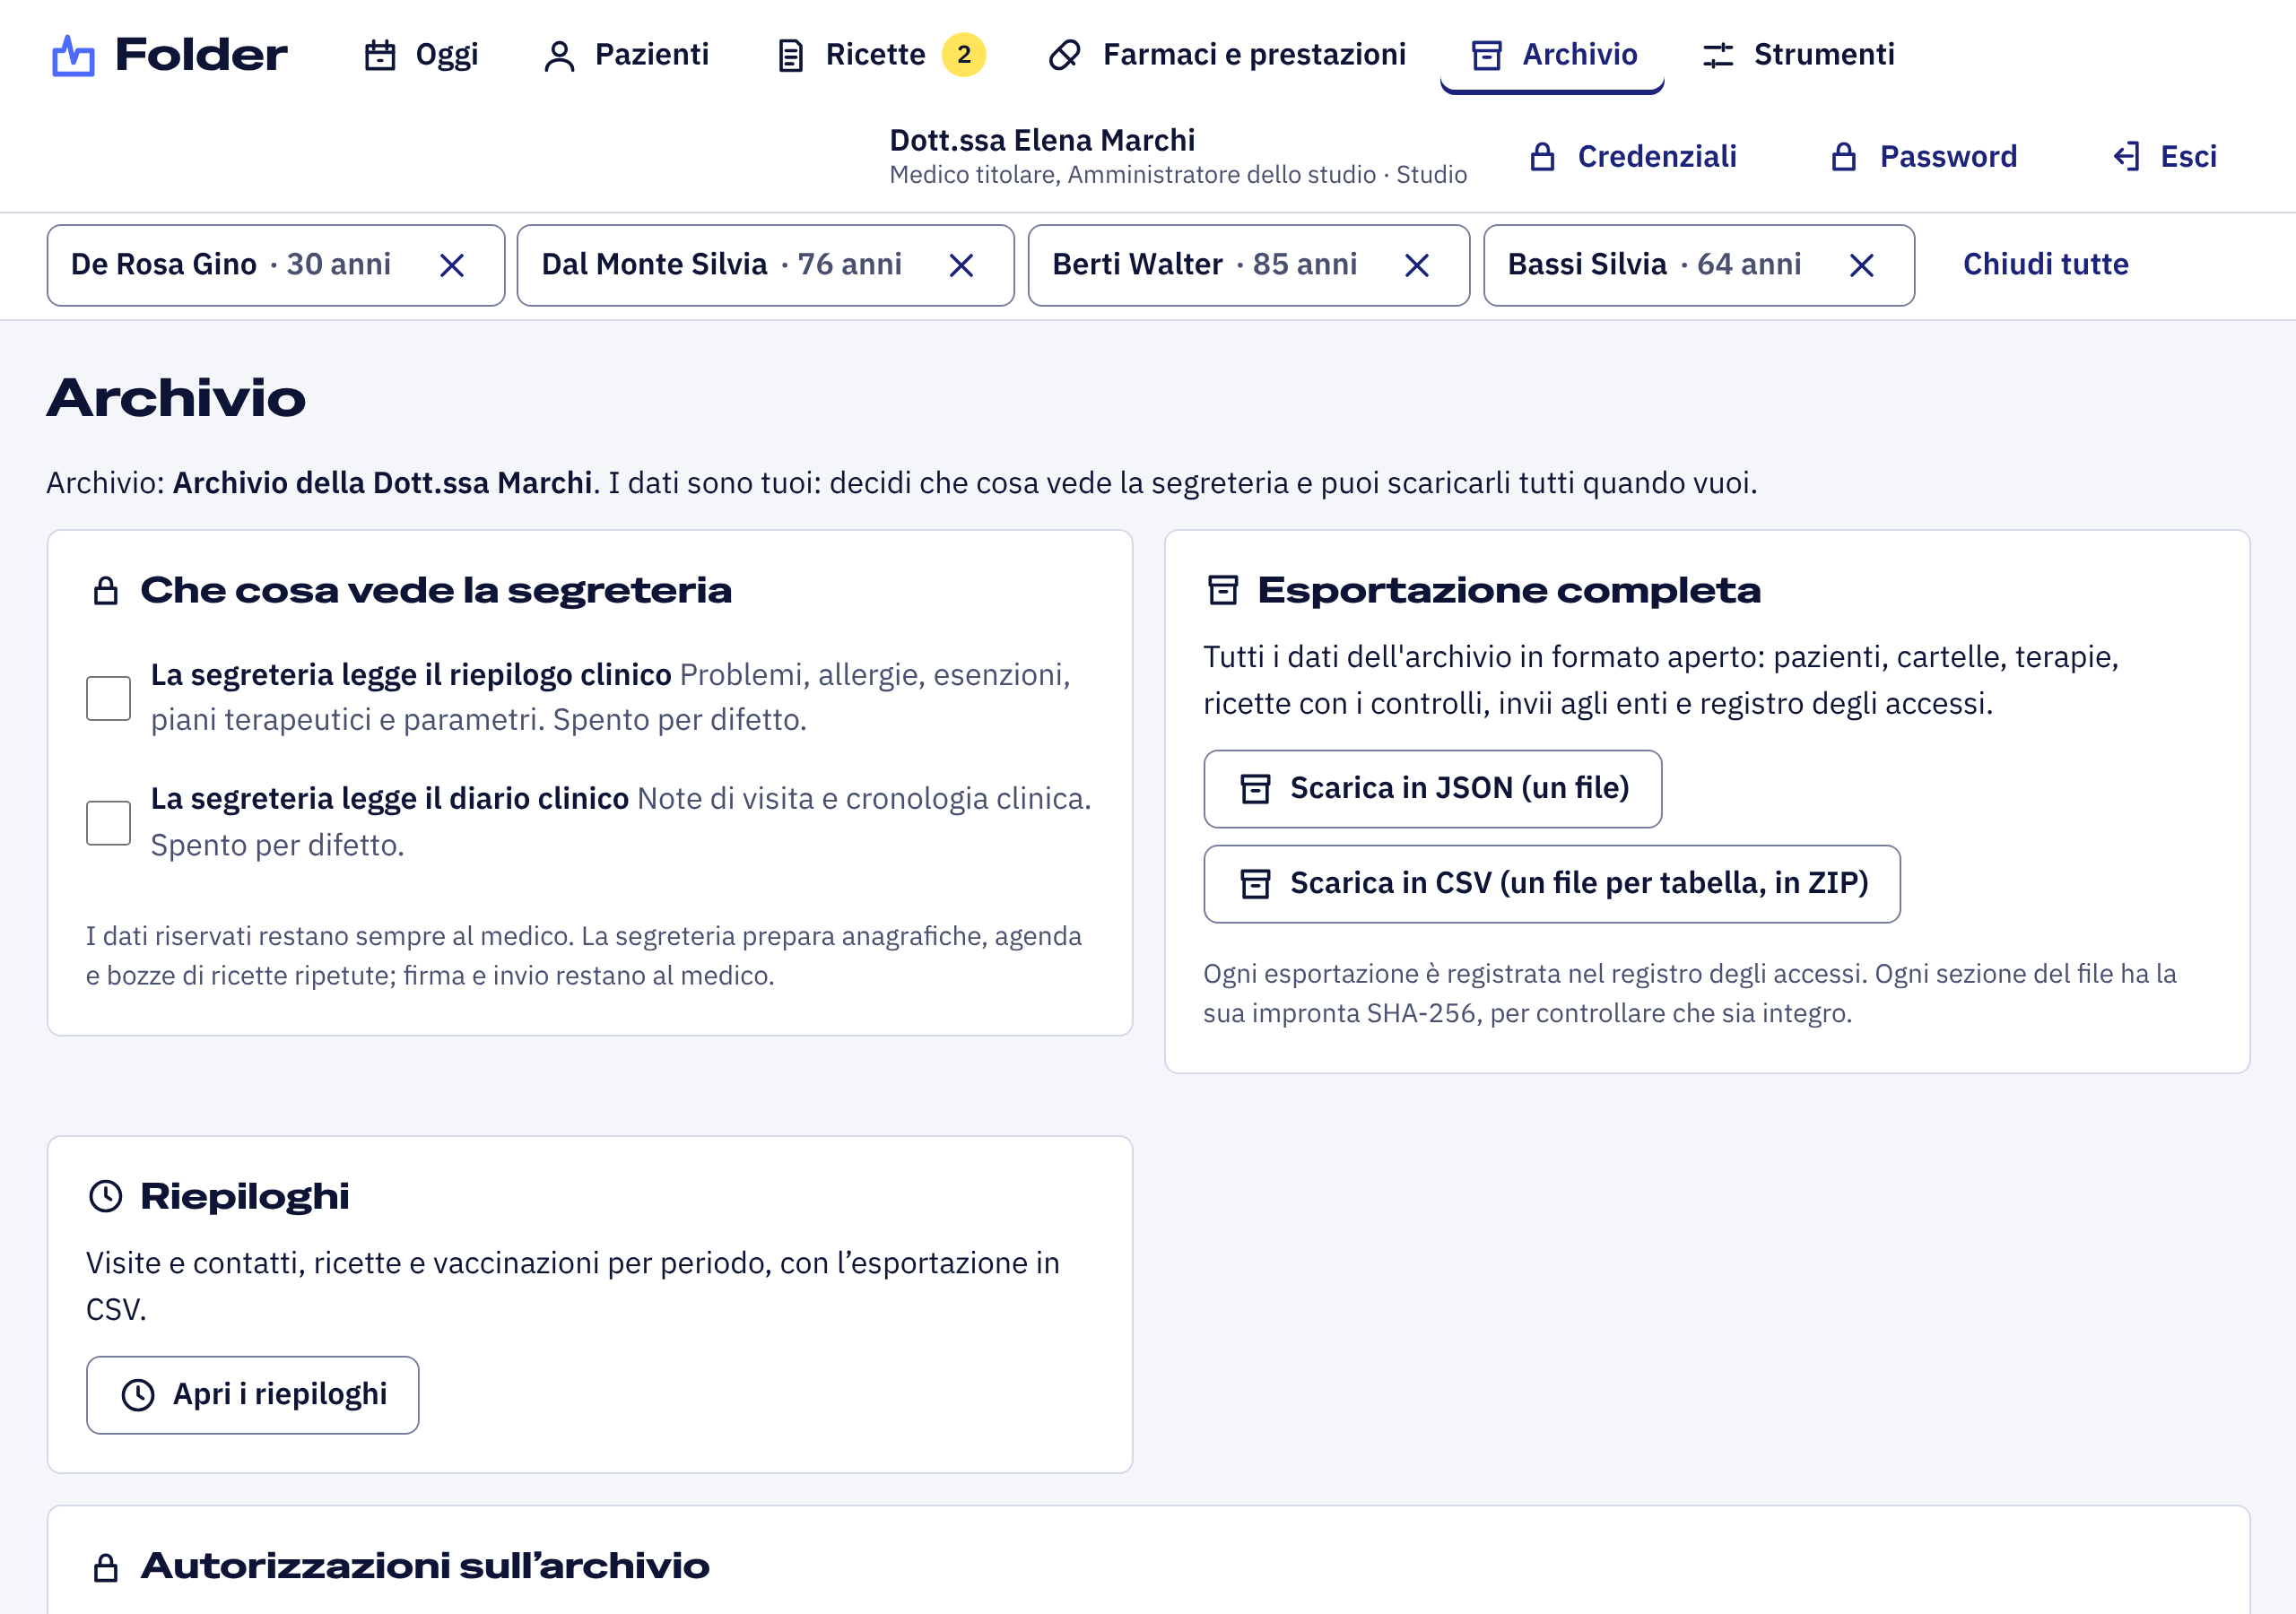 Folder
Oggi
Pazienti
Ricette 2
Farmaci e prestazioni
Archivio
Strumenti
Dott.ssa Elena Marchi
Medico titolare, Amministratore dello studio · Studio
Credenziali
Password
Esci
De Rosa Gino · 30 anni
Dal Monte Silvia · 76 anni
Berti Walter · 85 anni
Bassi Silvia · 64 anni
Chiudi tutte
Archivio
Archivio: Archivio della Dott.ssa Marchi. I dati sono tuoi: decidi che cosa vede la segreteria e puoi scaricarli tutti quando vuoi.
Che cosa vede la segreteria
La segreteria legge il riepilogo clinico Problemi, allergie, esenzioni,
piani terapeutici e parametri. Spento per difetto.
La segreteria legge il diario clinico Note di visita e cronologia clinica.
Spento per difetto.
I dati riservati restano sempre al medico. La segreteria prepara anagrafiche, agenda
e bozze di ricette ripetute; firma e invio restano al medico.
Esportazione completa
Tutti i dati dell'archivio in formato aperto: pazienti, cartelle, terapie,
ricette con i controlli, invii agli enti e registro degli accessi.
Scarica in JSON (un file)
Scarica in CSV (un file per tabella, in ZIP)
Ogni esportazione è registrata nel registro degli accessi. Ogni sezione del file ha la
sua impronta SHA-256, per controllare che sia integro.
Riepiloghi
Visite e contatti, ricette e vaccinazioni per periodo, con l’esportazione in
CSV.
Apri i riepiloghi
Autorizzazioni sull’archivio